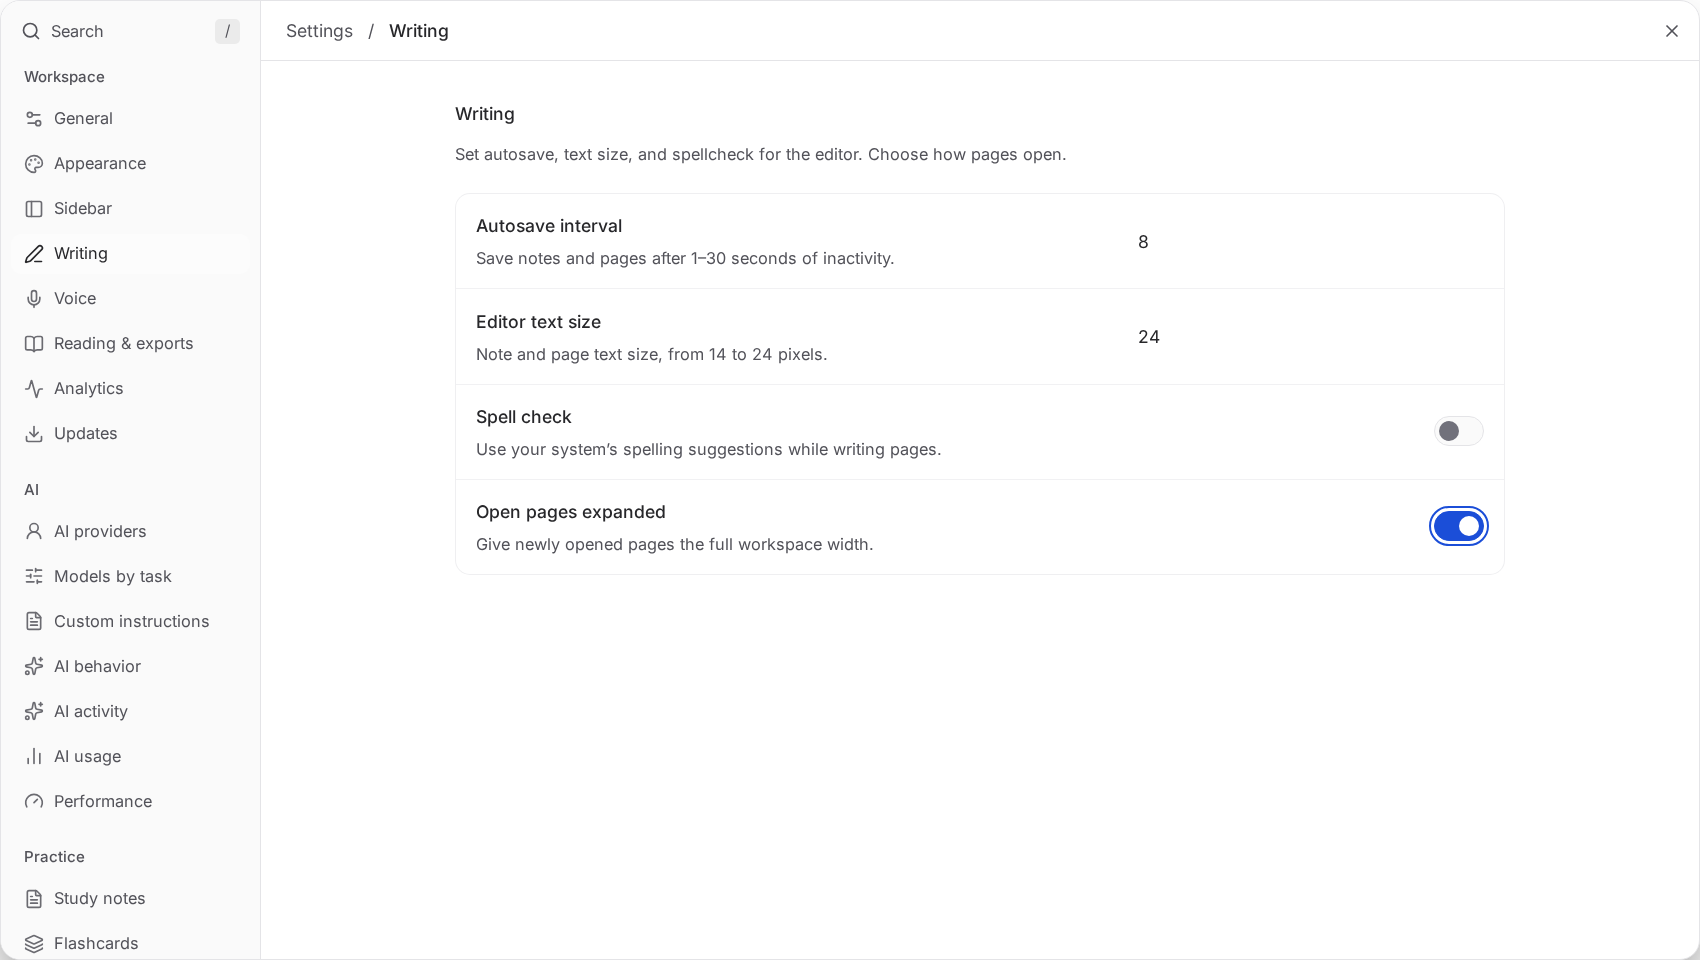 Search /
Workspace
General
Appearance
Sidebar
Writing
Voice
Reading & exports
Analytics
Updates
AI
AI providers
Models by task
Custom instructions
AI behavior
AI activity
AI usage
Performance
Practice
Study notes
Flashcards
Settings / Writing
Writing
Set autosave, text size, and spellcheck for the editor. Choose how pages open.
Autosave interval
Save notes and pages after 1–30 seconds of inactivity.
8
Editor text size
Note and page text size, from 14 to 24 pixels.
24
Spell check
Use your system’s spelling suggestions while writing pages.
Open pages expanded
Give newly opened pages the full workspace width.